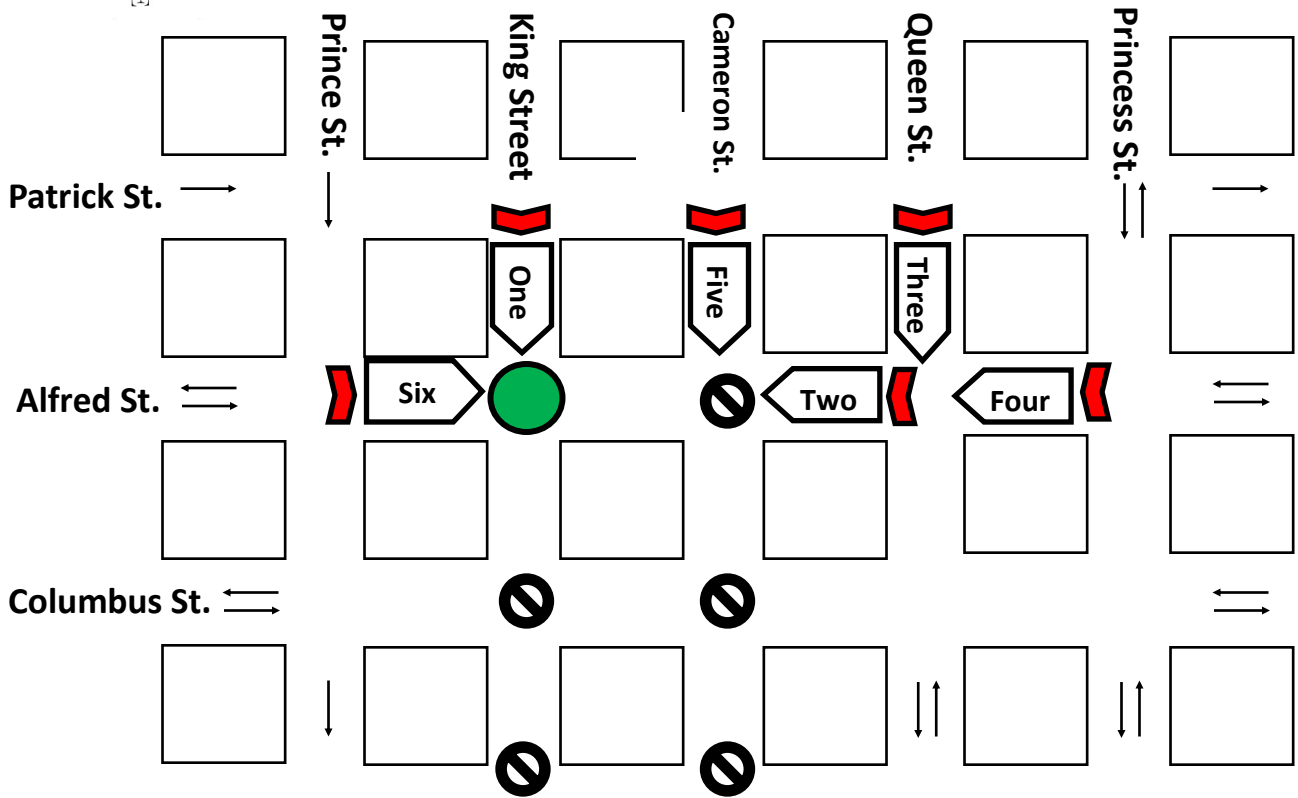 [1]
Prince St.
King Street
Cameron St.
Queen St.
Princess St.
Patrick St.
One
Five
Three
Alfred St.
Six
Two
Four
Columbus St.